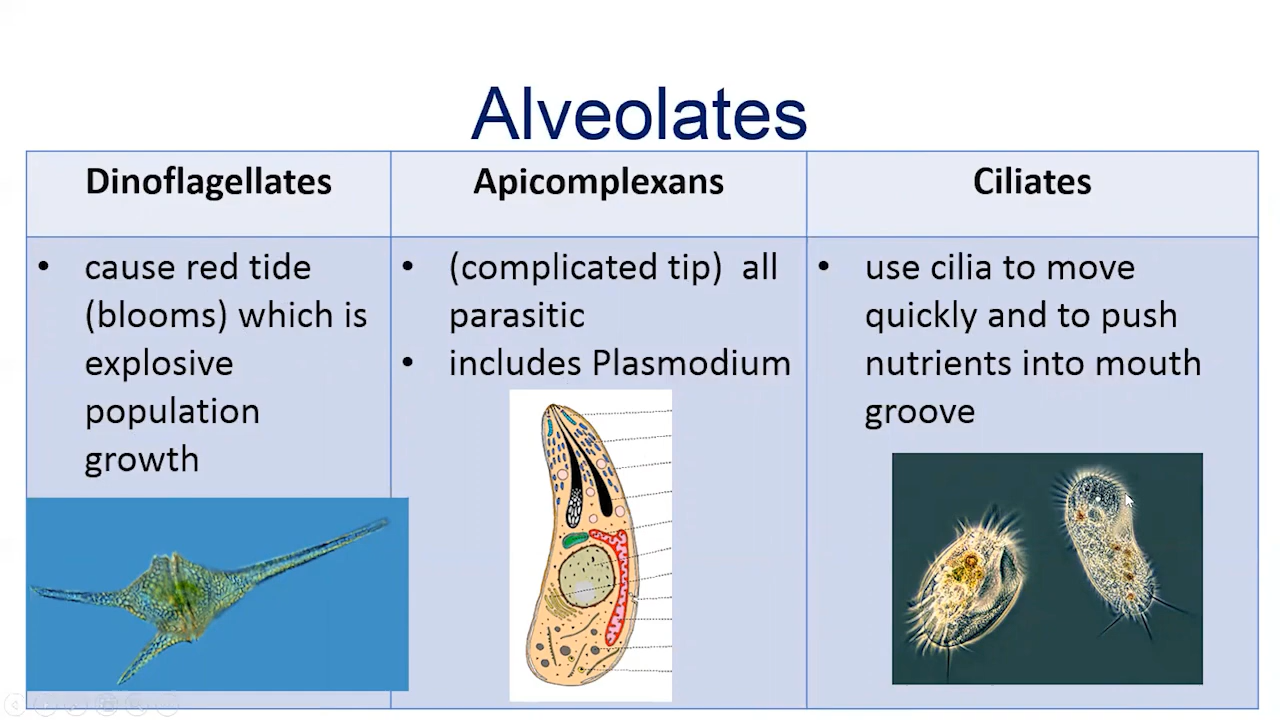 Alveolates
Dinoflagellates
Apicomplexans
Ciliates
• cause red tide
(blooms) which is
explosive
population
growth
• (complicated tip) all
parasitic
• includes Plasmodium
• use cilia to move
quickly and to push
nutrients into mouth
groove